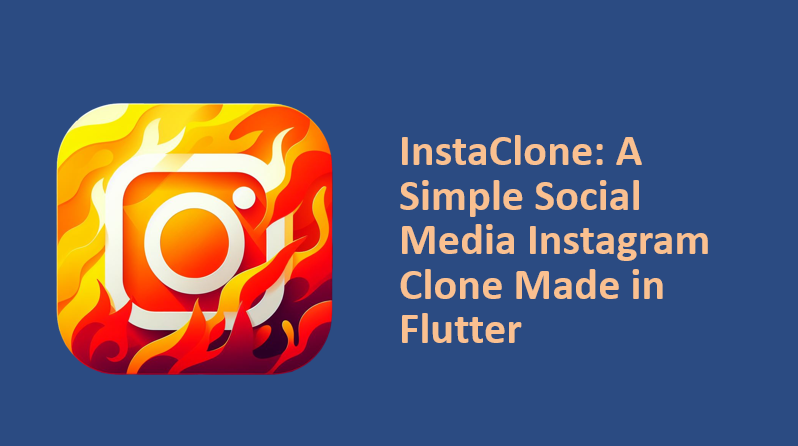 InstaClone: A
Simple Social
Media Instagram
Clone Made in
Flutter